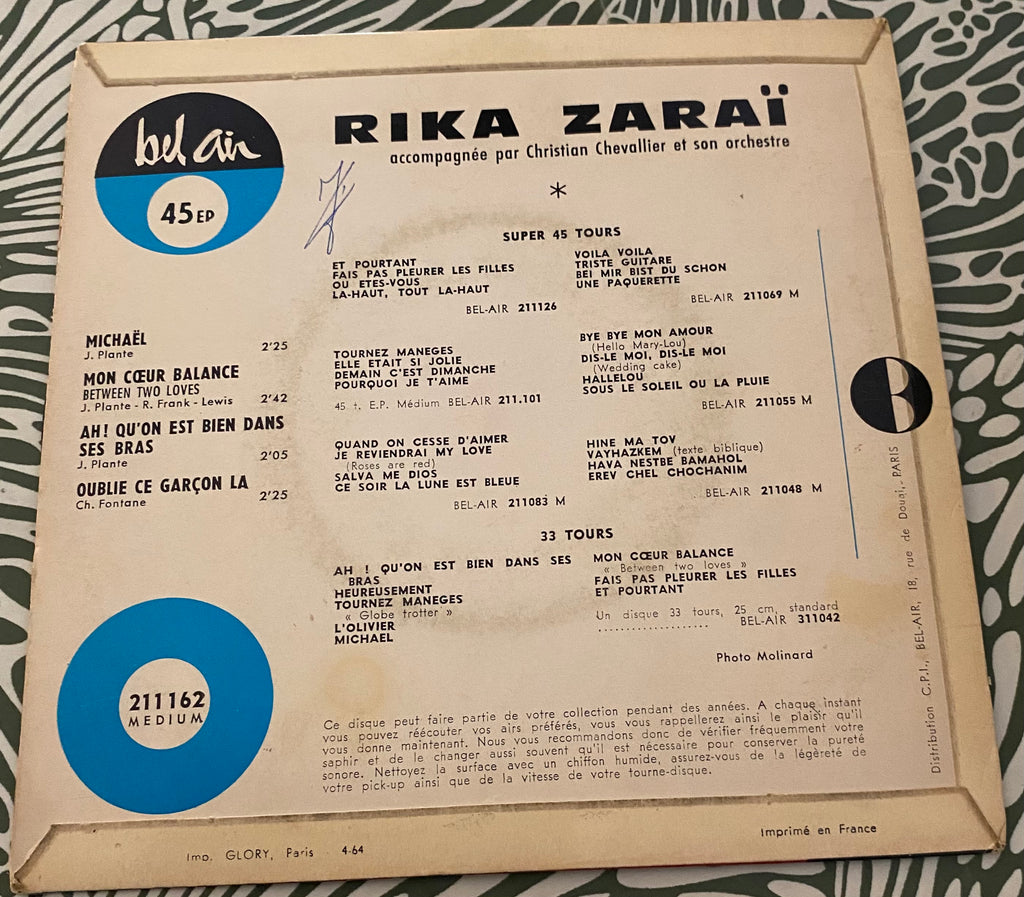 bel air
45 EP
RIKA ZARAÏ
accompagnée par Christian Chevallier et son orchestre
*
MICHAËL
J. Plante 2'25
MON CŒUR BALANCE
BETWEEN TWO LOVES
J. Plante - R. Frank - Lewis 2'42
AH! QU'ON EST BIEN DANS
SES BRAS
J. Plante 2'05
OUBLIE CE GARÇON LA
Ch. Fontane 2'25
SUPER 45 TOURS
ET POURTANT
FAIS PAS PLEURER LES FILLES
OU ETES-VOUS
LA-HAUT, TOUT LA-HAUT
BEL-AIR 211126
VOILA VOILA
TRISTE GUITARE
BEI MIR BIST DU SCHON
UNE PAQUERETTE
BEL-AIR 211069 M
TOURNEZ MANEGES
ELLE ETAIT SI JOLIE
DEMAIN C'EST DIMANCHE
POURQUOI JE T'AIME
45 t. E.P. Médium BEL-AIR 211.101
BYE BYE MON AMOUR
(Hello Mary-Lou)
DIS-LE MOI, DIS-LE MOI
(Wedding cake)
HALLELOU
SOUS LE SOLEIL OU LA PLUIE
BEL-AIR 211055 M
QUAND ON CESSE D'AIMER
JE REVIENDRAI MY LOVE
(Roses are red)
SALVA ME DIOS
CE SOIR LA LUNE EST BLEUE
BEL-AIR 211083 M
HINE MA TOV
VAYHAZKEM (texte biblique)
HAVA NESTBE BAMAHOL
EREV CHEL CHOCHANIM
BEL-AIR 211048 M
33 TOURS
AH ! QU'ON EST BIEN DANS SES
BRAS
HEUREUSEMENT
TOURNEZ MANEGES
« Globe trotter »
L'OLIVIER
MICHAEL
MON CŒUR BALANCE
« Between two loves »
FAIS PAS PLEURER LES FILLES
ET POURTANT
Un disque 33 tours, 25 cm, standard
.................... BEL-AIR 311042
Photo Molinard
211162
MEDIUM
Ce disque peut faire partie de votre collection pendant des années. A chaque instant
vous pouvez réécouter vos airs préférés, vous vous rappellerez ainsi le plaisir qu'il
vous donne maintenant. Nous vous recommandons donc de vérifier fréquemment votre
saphir et de le changer aussi souvent qu'il est nécessaire pour conserver la pureté
sonore. Nettoyez la surface avec un chiffon humide, assurez-vous de la légèreté de
votre pick-up ainsi que de la vitesse de votre tourne-disque.
B
Distribution C.P.I., BEL-AIR, 18, rue de Douai, - PARIS
Imp. GLORY, Paris - 4-64
Imprimé en France